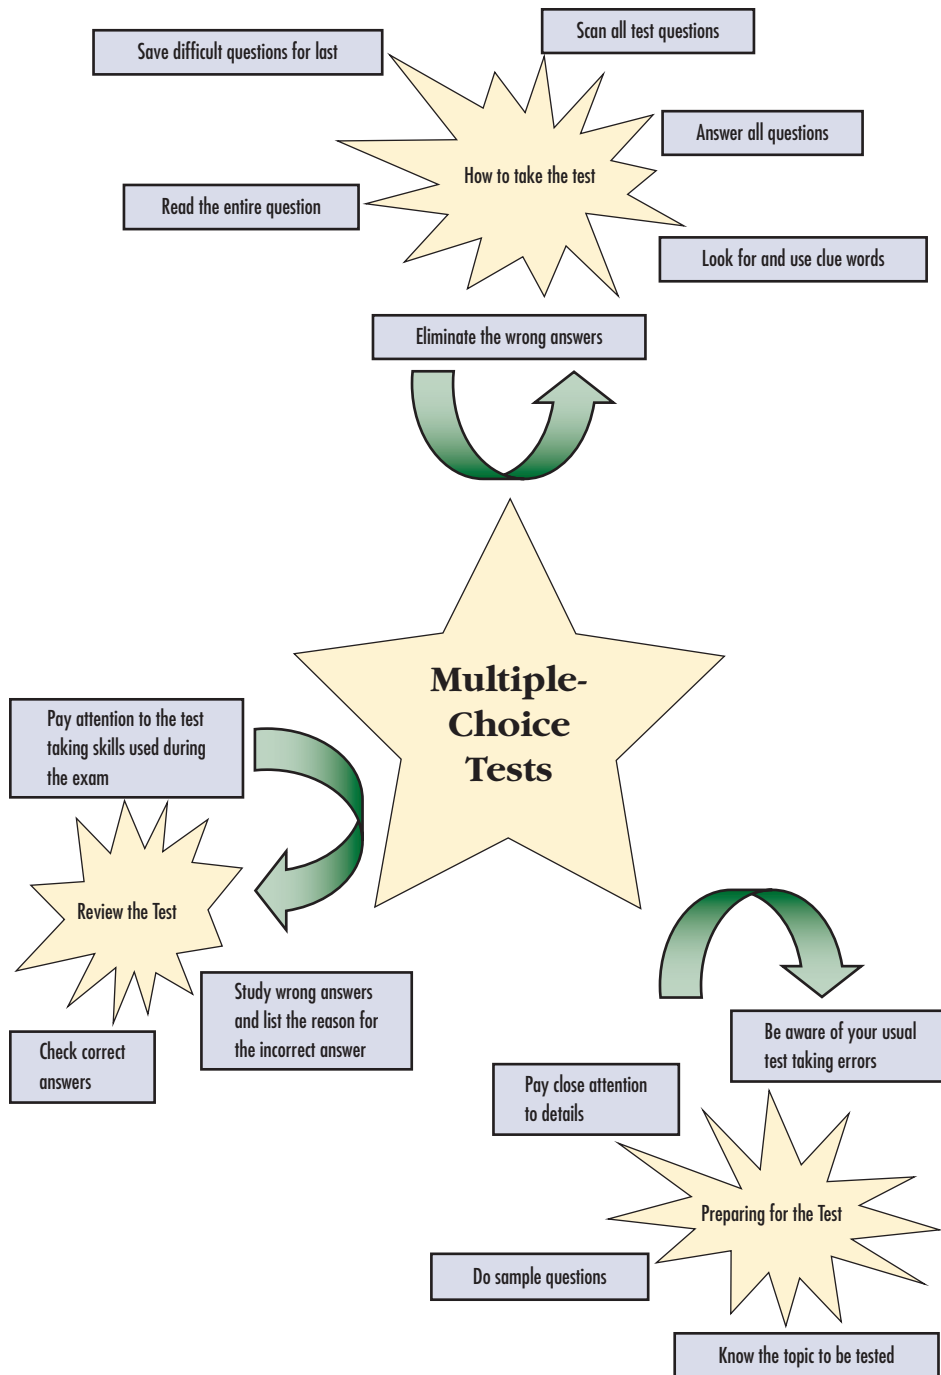 Scan all test questions
Save difficult questions for last
Answer all questions
How to take the test
Read the entire question
Look for and use clue words
Eliminate the wrong answers
Multiple-
Choice
Tests
Pay attention to the test
taking skills used during
the exam
Review the Test
Study wrong answers
and list the reason for
the incorrect answer
Check correct
answers
Be aware of your usual
test taking errors
Pay close attention
to details
Preparing for the Test
Do sample questions
Know the topic to be tested